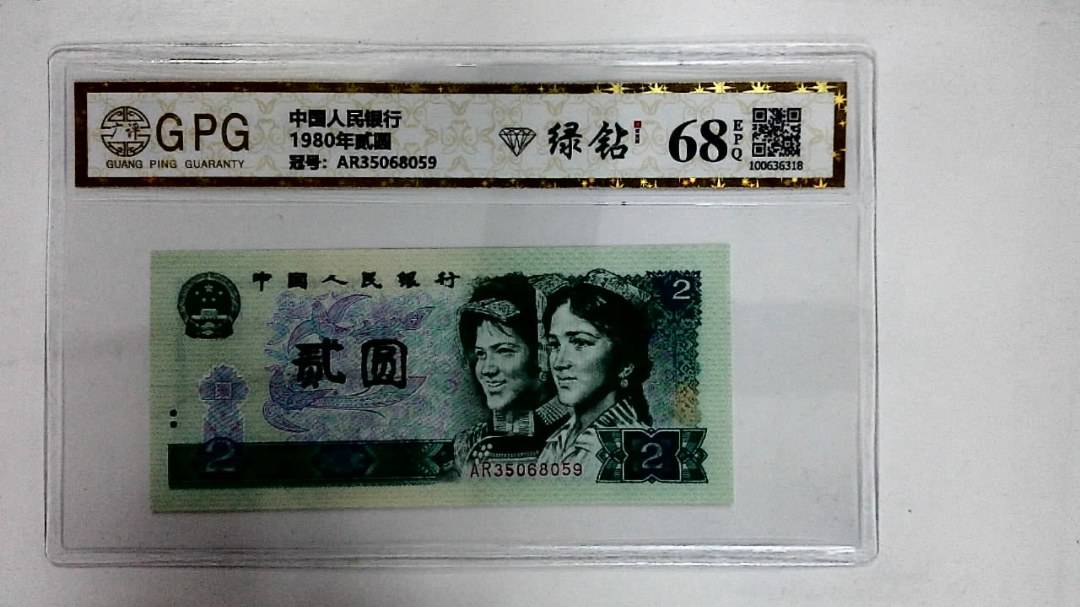 GPG
GUANG PING GUARANTY
中国人民银行
1980年贰圆
冠号：AR35068059
绿钻
68
EPQ
100636318
中国人民银行
2
贰圆
2
AR35068059
2